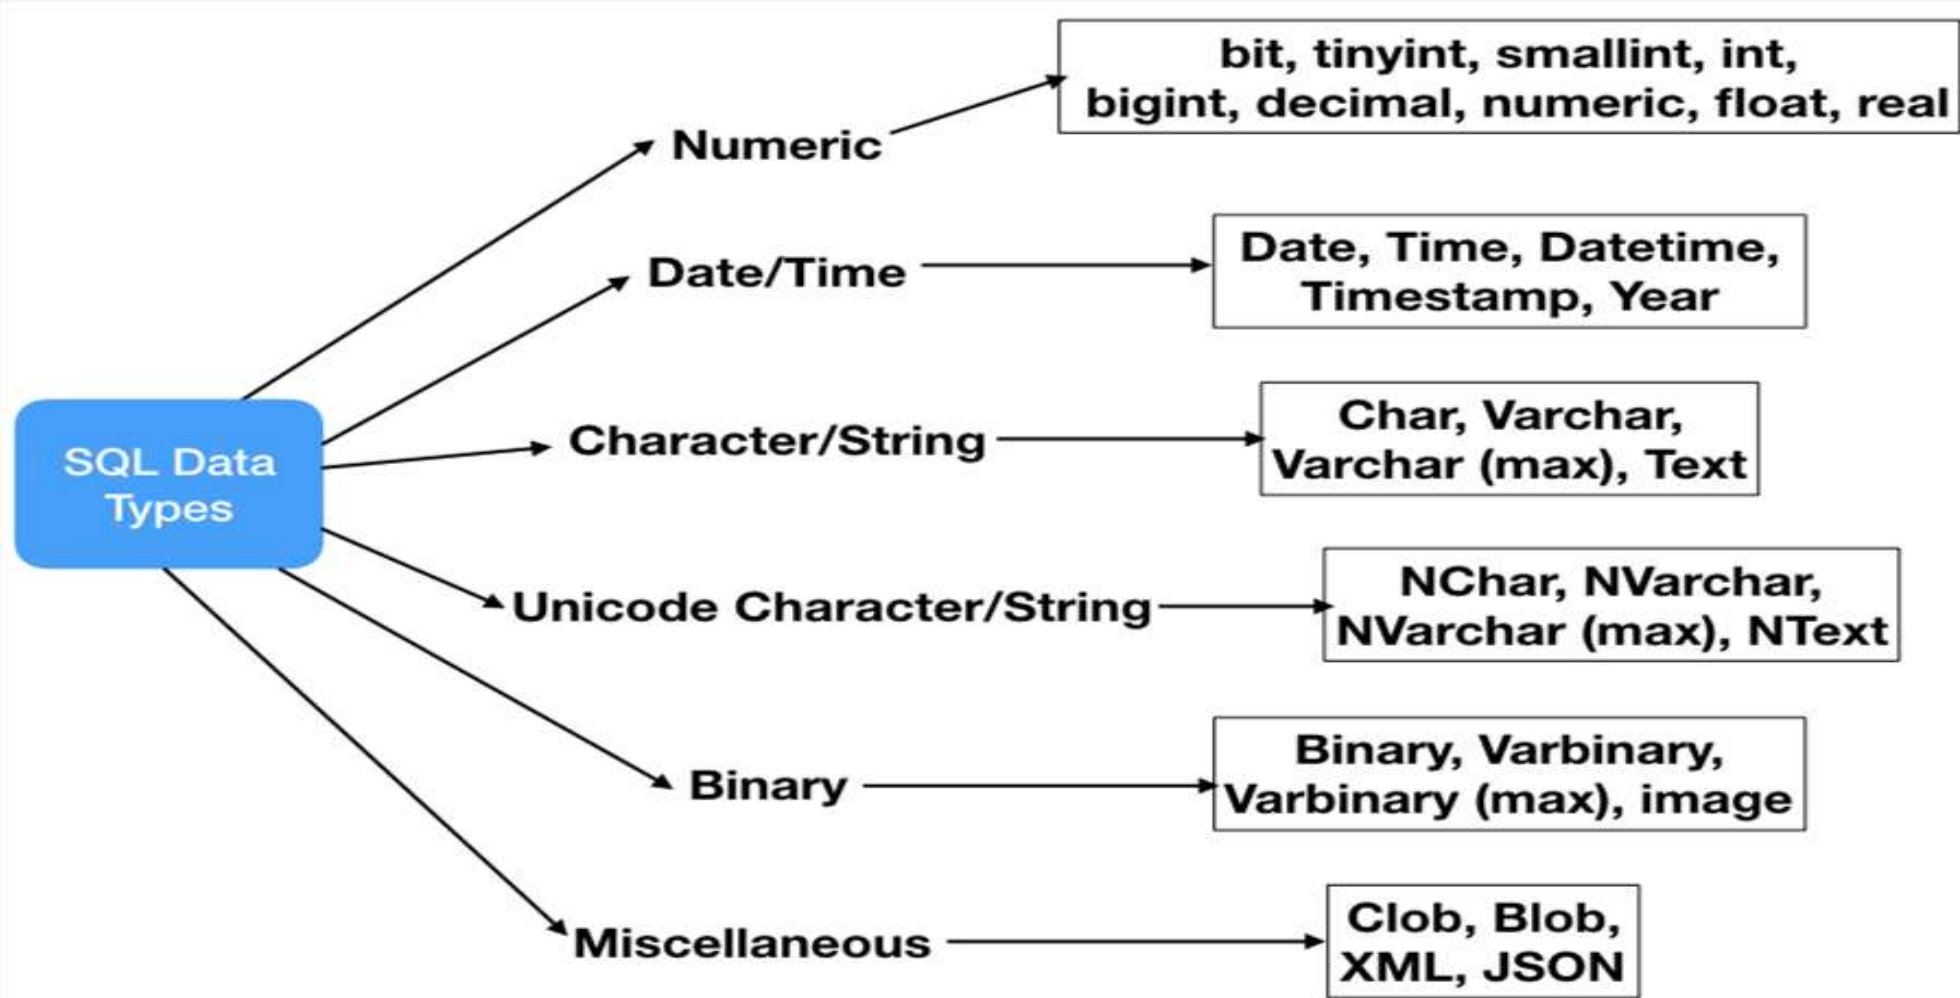 SQL Data
Types
Numeric
bit, tinyint, smallint, int,
bigint, decimal, numeric, float, real
Date/Time
Date, Time, Datetime,
Timestamp, Year
Character/String
Char, Varchar,
Varchar (max), Text
Unicode Character/String
NChar, NVarchar,
NVarchar (max), NText
Binary
Binary, Varbinary,
Varbinary (max), image
Miscellaneous
Clob, Blob,
XML, JSON